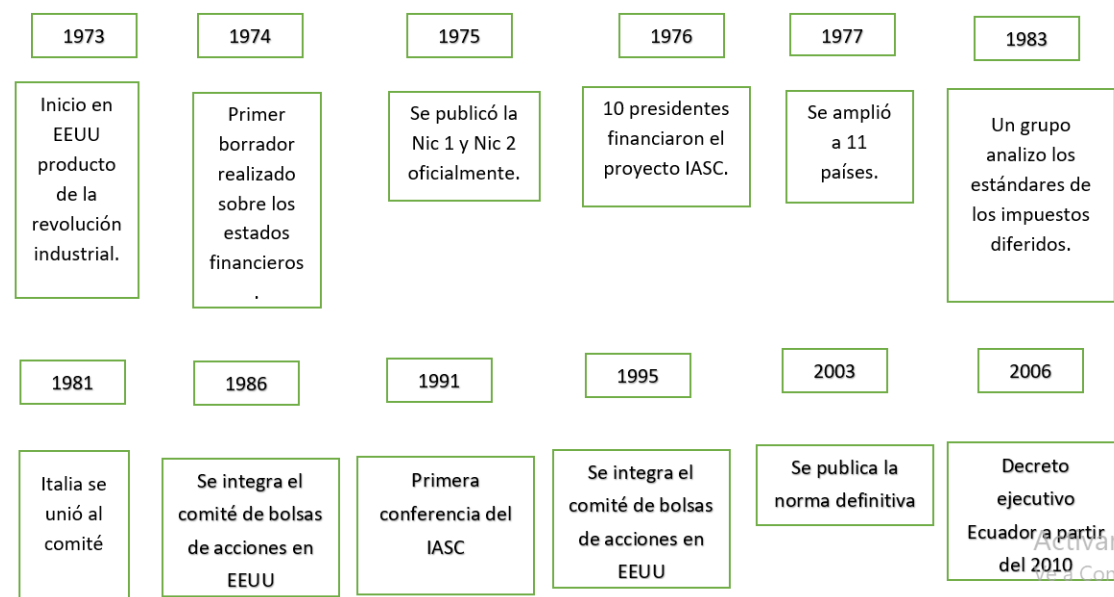 1973
1974
1975
1976
1977
1983
Inicio en
EEUU
producto
de la
revolución
industrial.
Primer
borrador
realizado
sobre los
estados
financieros
.
Se publicó la
Nic 1 y Nic 2
oficialmente.
10 presidentes
financiaron el
proyecto IASC.
Se amplió
a 11
países.
Un grupo
analizo los
estándares de
los impuestos
diferidos.
1981
1986
1991
1995
2003
2006
Italia se
unió al
comité
Se integra el
comité de bolsas
de acciones en
EEUU
Primera
conferencia del
IASC
Se integra el
comité de bolsas
de acciones en
EEUU
Se publica la
norma definitiva
Decreto
ejecutivo
Ecuador a partir
del 2010